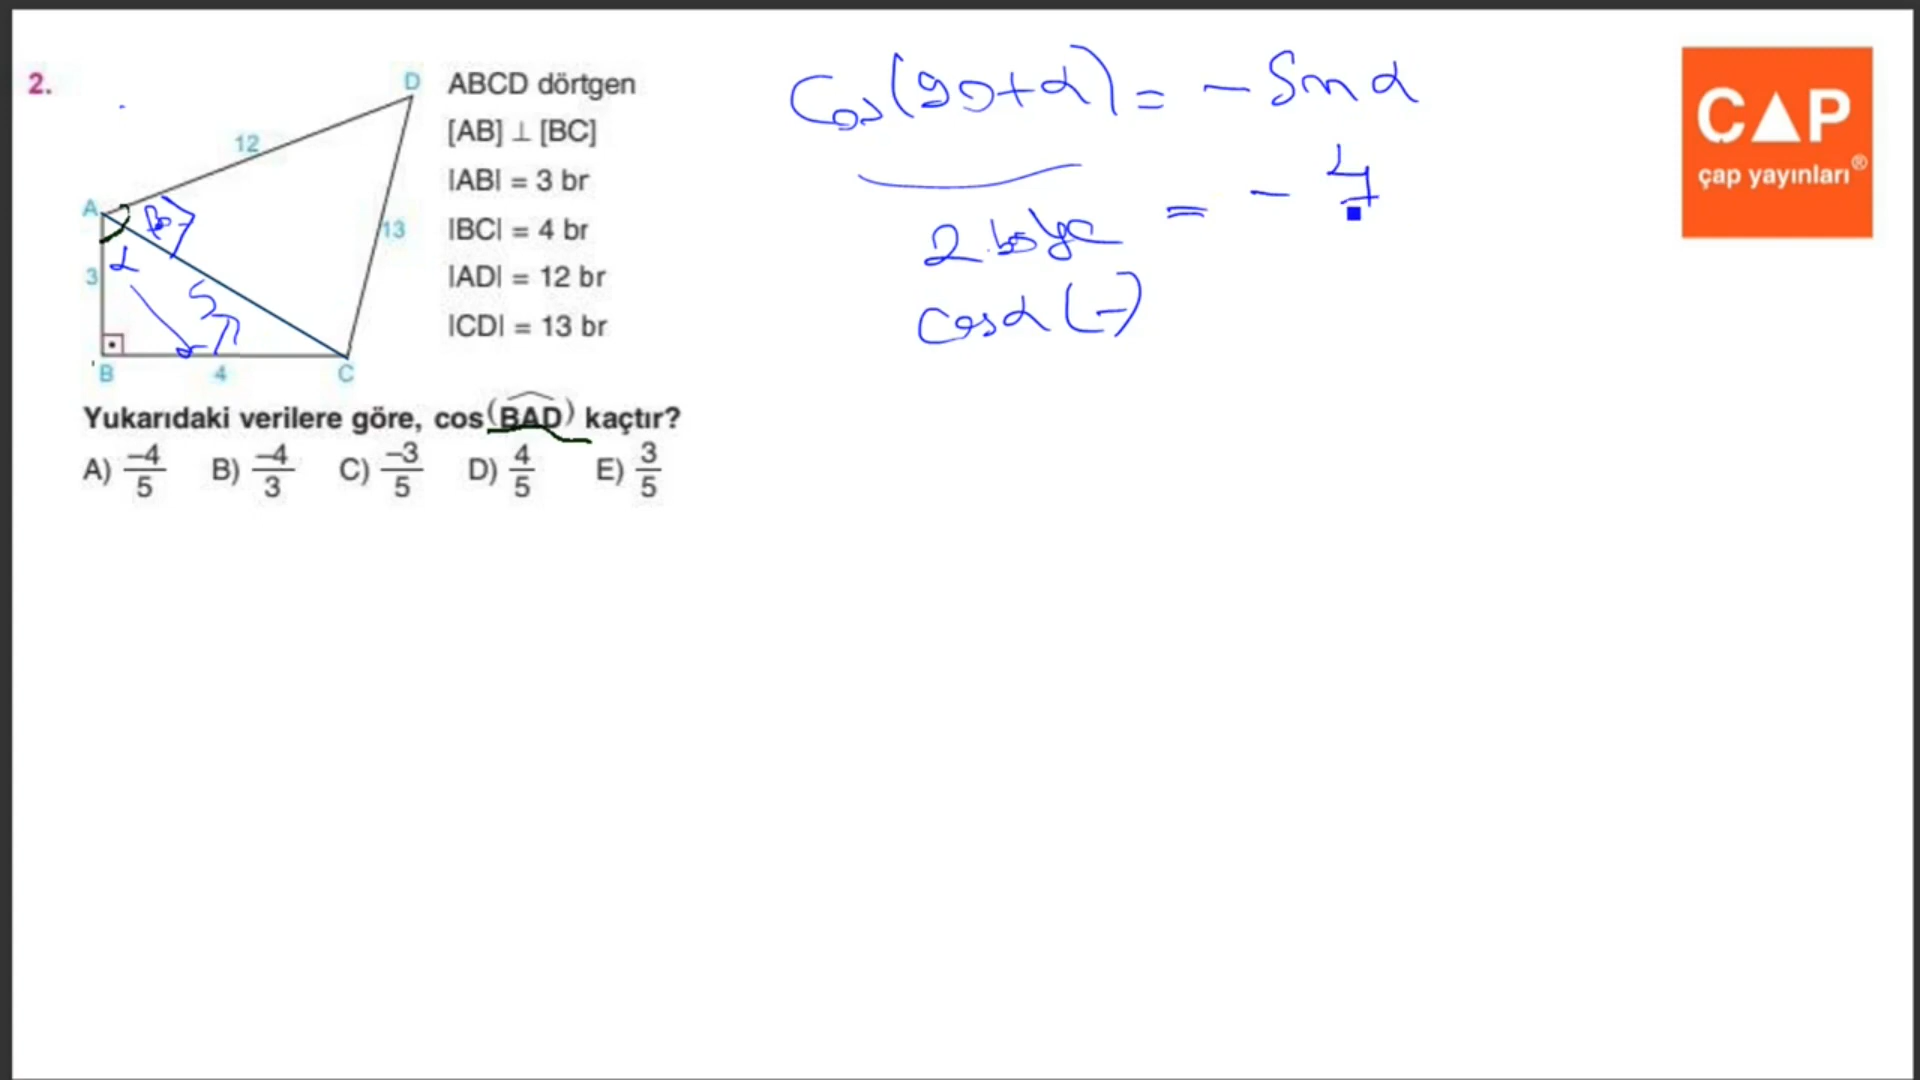 2.
D
ABCD dörtgen
[AB] ⊥ [BC]
|AB| = 3 br
|BC| = 4 br
|AD| = 12 br
|CD| = 13 br
12
A
13
3
α
5
B
4
C
Yukarıdaki verilere göre, cos(BAD) kaçtır?
A) -4/5 B) -4/3 C) -3/5 D) 4/5 E) 3/5
Cos(90+α) = - Sin α
2. bölge = - 4
cosα (-)
CAP
çap yayınları®